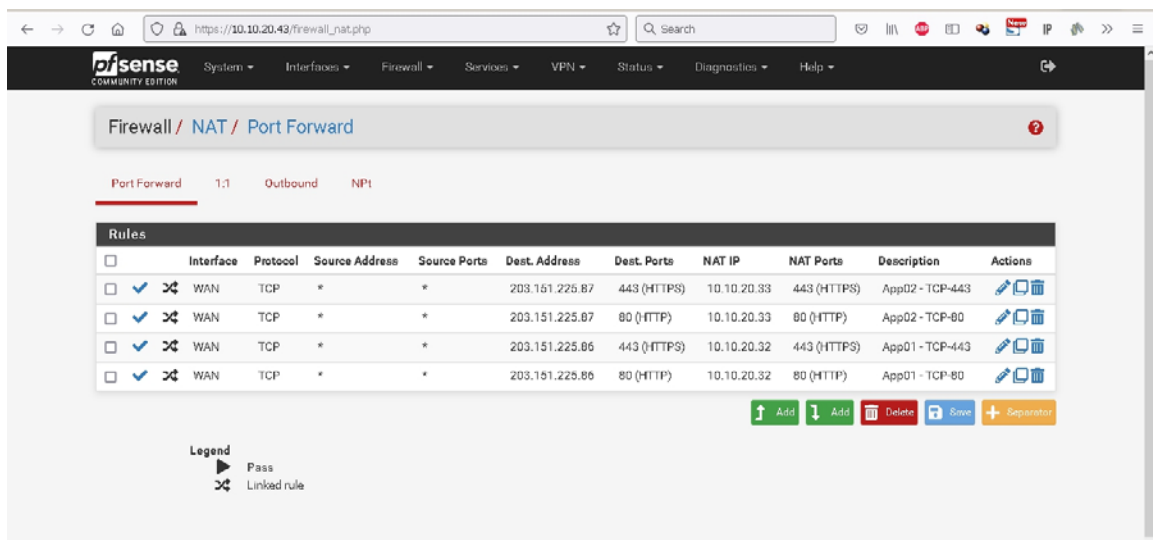 https://10.10.20.43/firewall_nat.php
Search
ABP
New
IP
pfsense
COMMUNITY EDITION
System Interfaces Firewall Services VPN Status Diagnostics Help
Firewall / NAT / Port Forward
Port Forward 1:1 Outbound NPt
Rules
Interface Protocol Source Address Source Ports Dest. Address Dest. Ports NAT IP NAT Ports Description Actions
WAN TCP * * 203.151.225.87 443 (HTTPS) 10.10.20.33 443 (HTTPS) App02 - TCP-443
WAN TCP * * 203.151.225.87 80 (HTTP) 10.10.20.33 80 (HTTP) App02 - TCP-80
WAN TCP * * 203.151.225.86 443 (HTTPS) 10.10.20.32 443 (HTTPS) App01 - TCP-443
WAN TCP * * 203.151.225.86 80 (HTTP) 10.10.20.32 80 (HTTP) App01 - TCP-80
Add Add Delete Save Separator
Legend
Pass
Linked rule